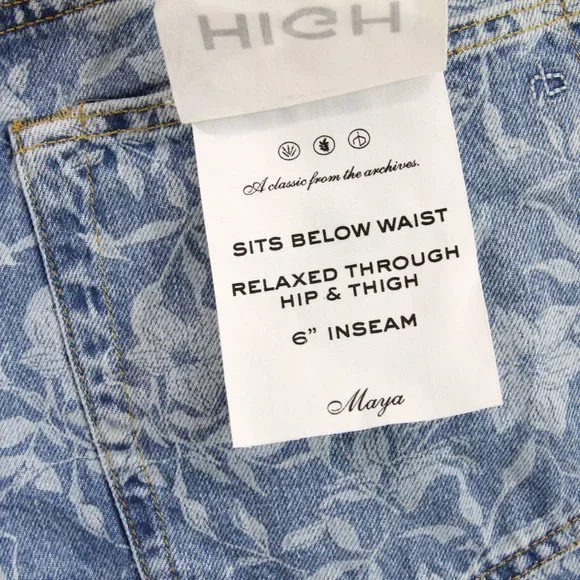 HIGH
A classic from the archives.
SITS BELOW WAIST
RELAXED THROUGH
HIP & THIGH
6” INSEAM
Maya